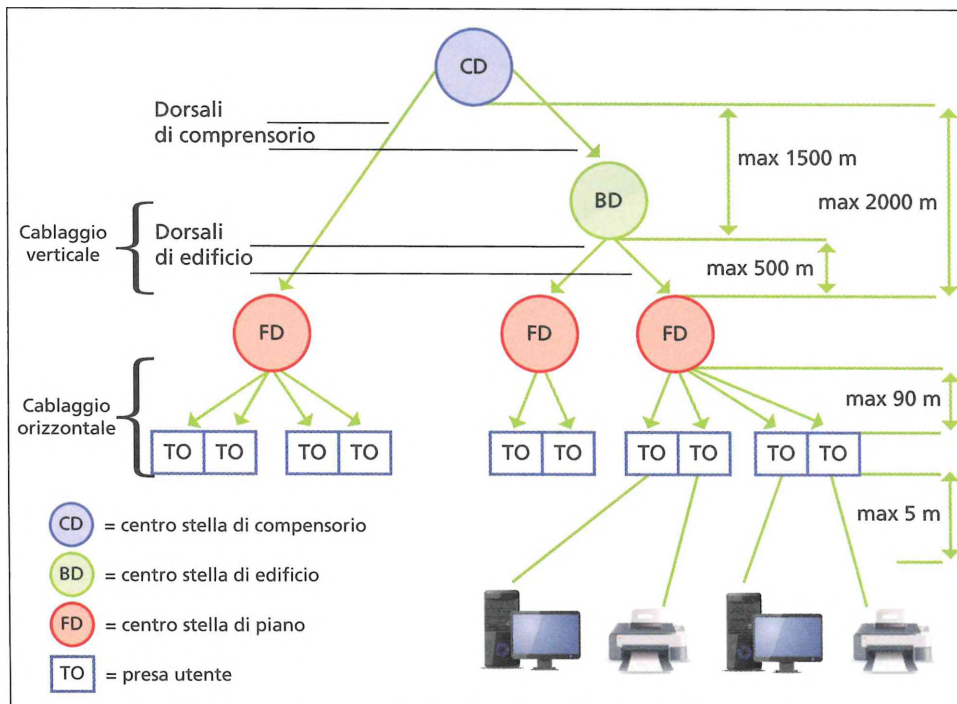 CD
Dorsali
di comprensorio
max 1500 m
max 2000 m
BD
Cablaggio
verticale
Dorsali
di edificio
max 500 m
FD
FD
FD
Cablaggio
orizzontale
max 90 m
TO TO
TO TO
TO TO
TO TO
TO TO
max 5 m
CD = centro stella di compensorio
BD = centro stella di edificio
FD = centro stella di piano
TO = presa utente